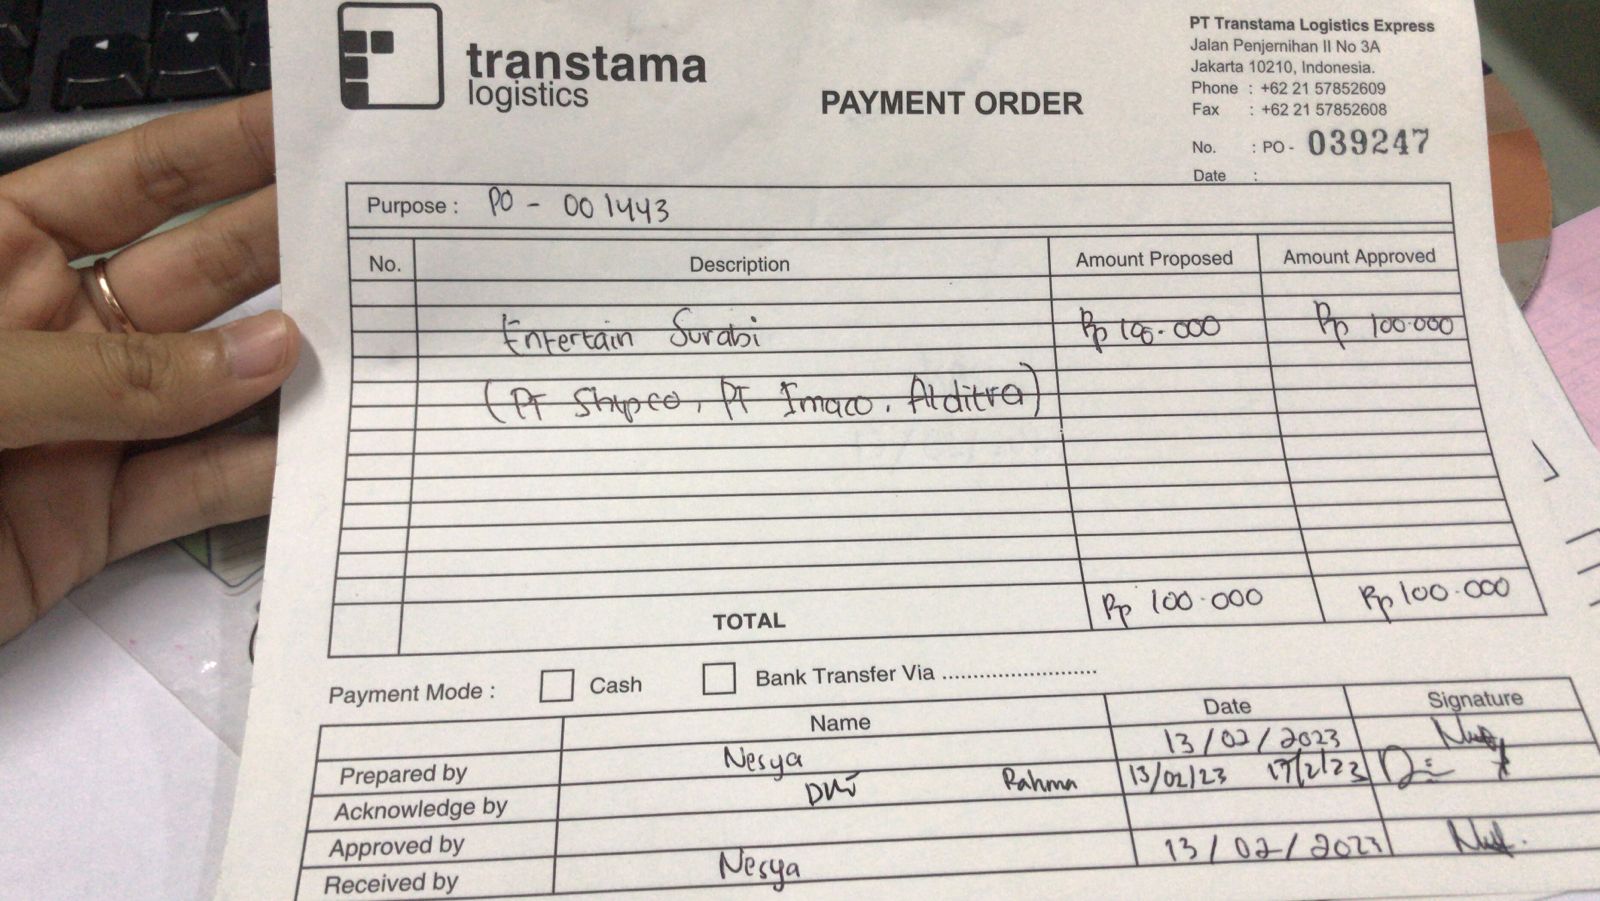 transtama
logistics
PAYMENT ORDER
PT Transtama Logistics Express
Jalan Penjernihan II No 3A
Jakarta 10210, Indonesia.
Phone : +62 21 57852609
Fax : +62 21 57852608
No. : PO - 039247
Date :
Purpose : PO - 001443
No. Description Amount Proposed Amount Approved
Entertain Surabi Rp 100.000 Rp 100.000
(PT Shypco, PT Imaco, Alditra)
TOTAL Rp 100.000 Rp 100.000
Payment Mode : Cash Bank Transfer Via ..........................
Name Date Signature
Prepared by Nesya 13/02/2023
Acknowledge by Dwi Rahma 13/02/23 17/2/23
Approved by
Received by Nesya 13/02/2023